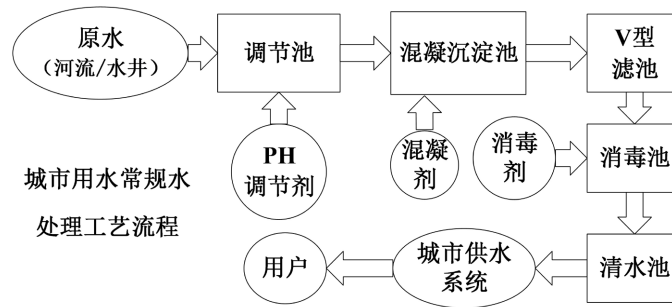 原水
(河流/水井)
调节池
混凝沉淀池
V型
滤池
PH
调节剂
混凝
剂
消毒
剂
消毒池
城市用水常规水
处理工艺流程
用户
城市供水
系统
清水池